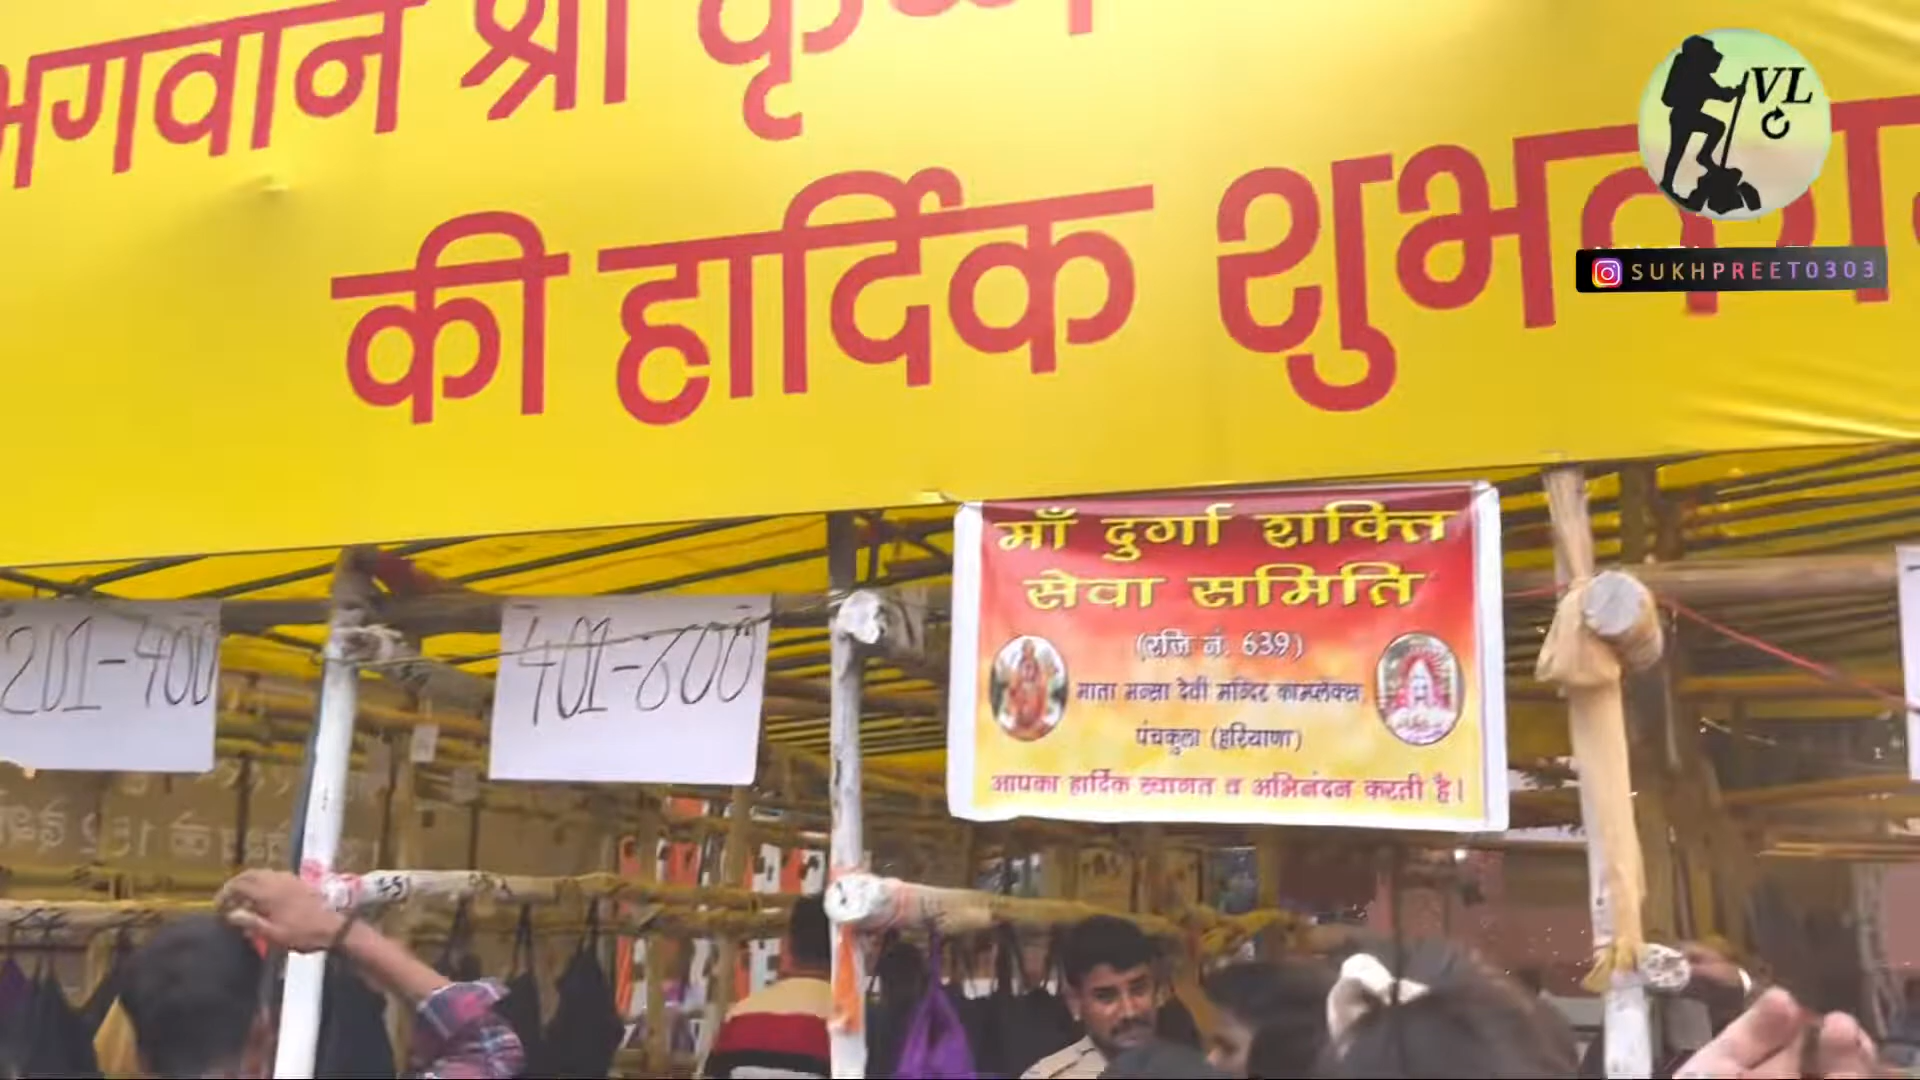 भगवान श्री कृष्ण
की हार्दिक शुभका
VL
SUKHPREET0303
माँ दुर्गा शक्ति
सेवा समिति
(रजि नं. 639)
माता मन्सा देवी मन्दिर काम्प्लेक्स
पंचकुला (हरियाणा)
आपका हार्दिक स्वागत व अभिनंदन करती है।
201-400
401-600